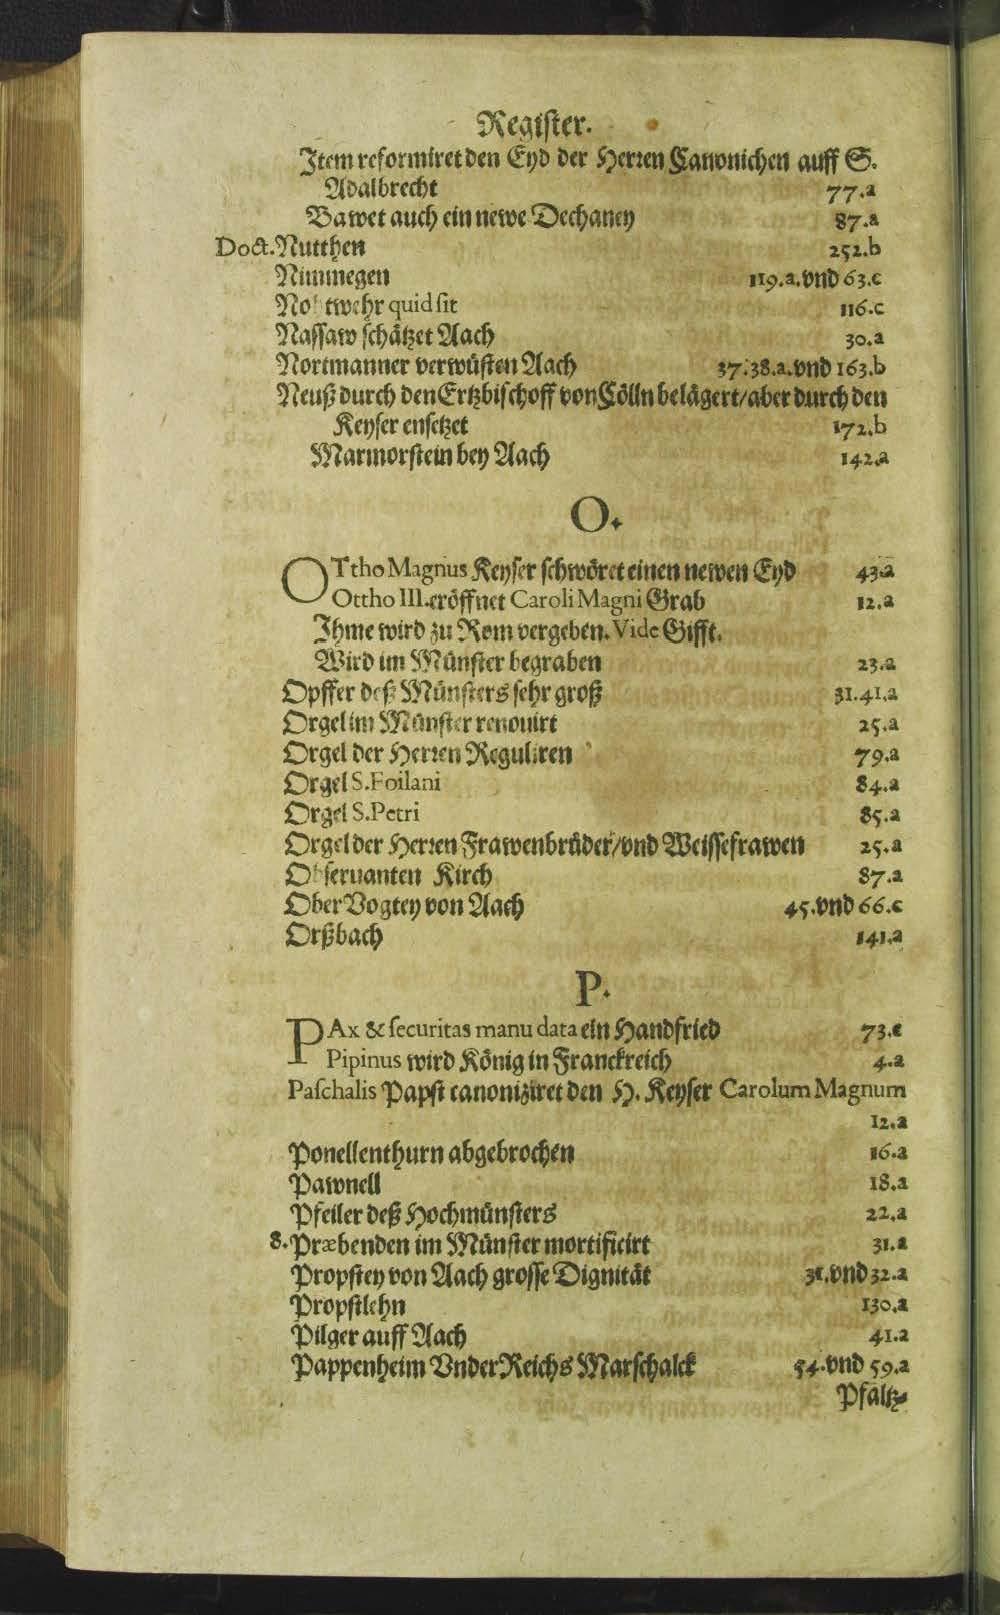 Register.
Item reformiret den Eyd der Herren Canonichen auff S.
Adalbrecht 77.a
Bawet auch ein newe Dechaney 87.a
Doct. Nutthen 252.b
Nimmegen 119.a. vnd 63.c
Nohtwehr quid sit 116.c
Nassaw schätzet Aach 30.a
Nortmanner verwüsten Aach 37.38.a. vnd 163.b
Neuß durch den Ertzbischoff von Cölln belägert/ aber durch den
Keyser ensetzet 172.b
Marmorstein bey Aach 142.a
O.
OTtho Magnus Keyser schwöret einen newen Eyd 43.a
Ottho III. eröffnet Caroli Magni Grab 12.a
Ihme wird zu Rom vergeben. Vide Gifft.
Wird im Münster begraben 23.a
Opffer deß Münsters sehr groß 31.41.a
Orgel im Münster renouirt 25.a
Orgel der Herren Reguliren 79.a
Orgel S. Foilani 84.a
Orgel S. Petri 85.a
Orgel der Herren Frawenbrüder/ vnd Weissefrawen 25.a
Obseruanten Kirch 87.a
Ober Vogtey von Aach 45. vnd 66.c
Orßbach 141.a
P.
PAx & securitas manu data ein Handfried 73.c
Pipinus wird König in Franckreich 4.a
Paschalis Papst canoniziret den H. Keyser Carolum Magnum
12.a
Ponellenthurn abgebrochen 16.a
Pawnell 18.a
Pfeiler deß Hochmünsters 22.a
8. Præbenden im Münster mortificirt 31.a
Propstey von Aach grosse Dignität 31. vnd 32.a
Propstlehn 130.a
Pilger auff Aach 41.a
Pappenheim Vnder Reichs Marschalck 54. vnd 59.a
Pfältz-